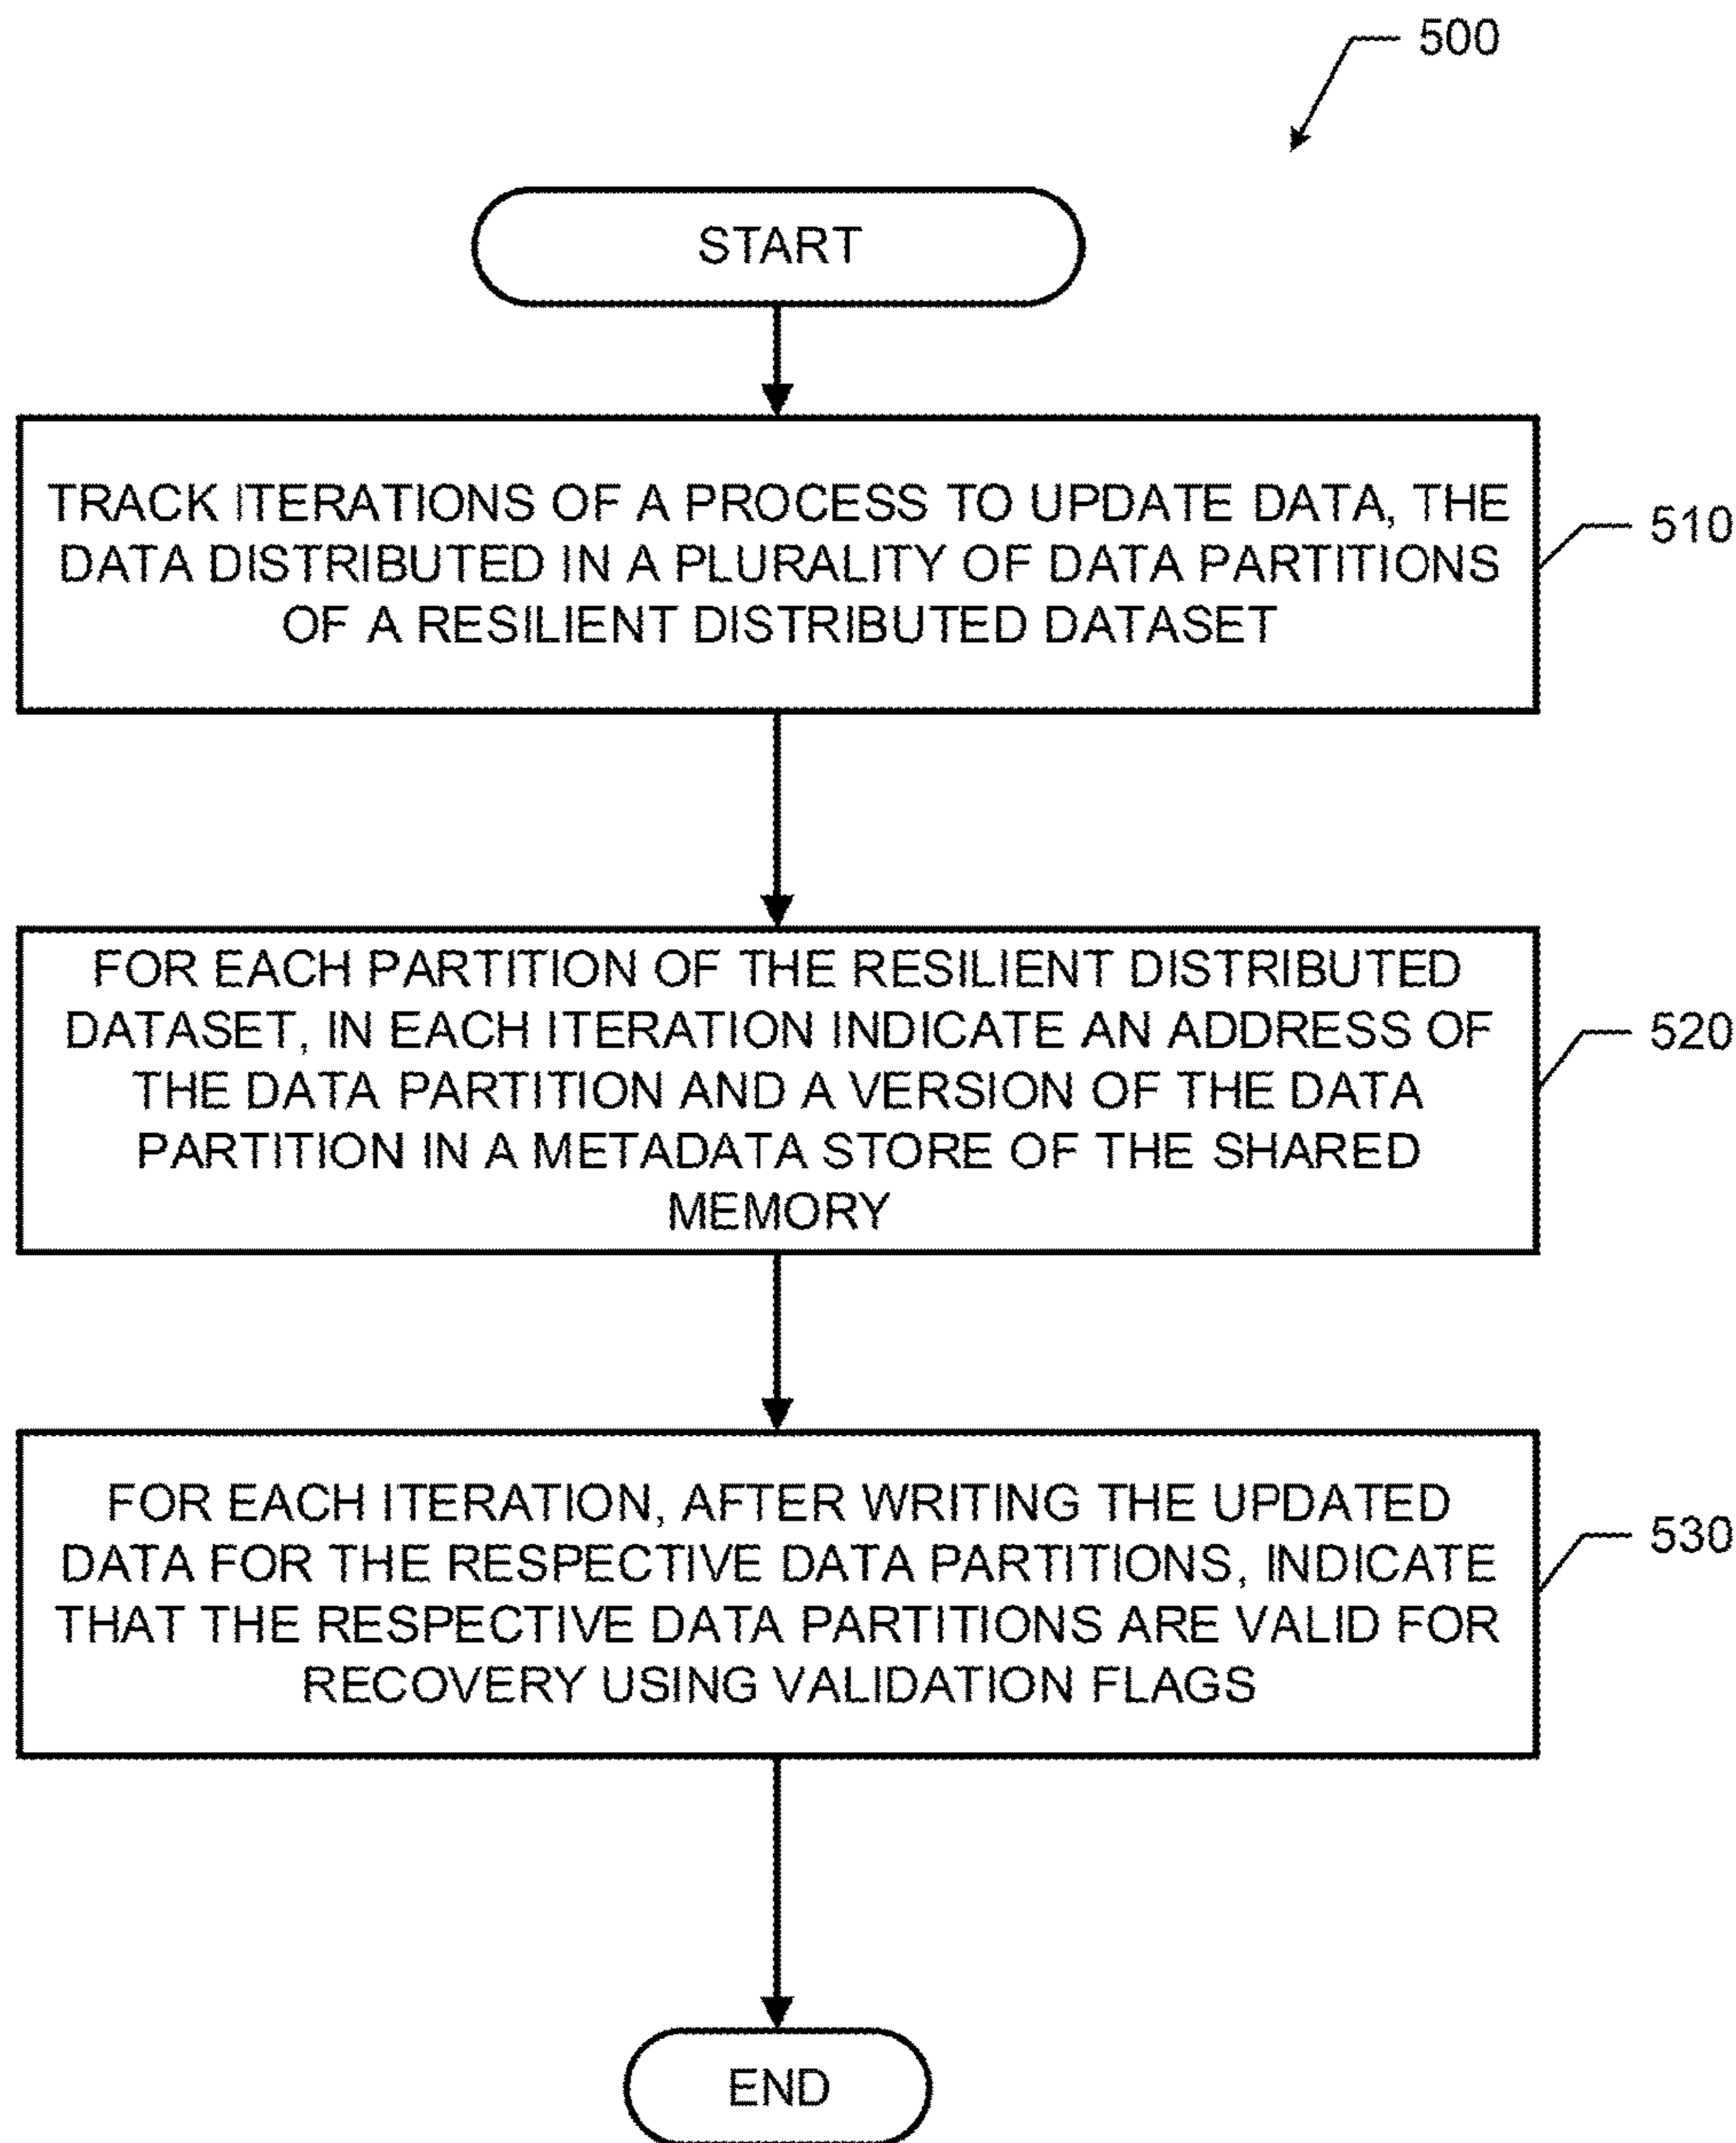 500
START
TRACK ITERATIONS OF A PROCESS TO UPDATE DATA, THE
DATA DISTRIBUTED IN A PLURALITY OF DATA PARTITIONS
OF A RESILIENT DISTRIBUTED DATASET
510
FOR EACH PARTITION OF THE RESILIENT DISTRIBUTED
DATASET, IN EACH ITERATION INDICATE AN ADDRESS OF
THE DATA PARTITION AND A VERSION OF THE DATA
PARTITION IN A METADATA STORE OF THE SHARED
MEMORY
520
FOR EACH ITERATION, AFTER WRITING THE UPDATED
DATA FOR THE RESPECTIVE DATA PARTITIONS, INDICATE
THAT THE RESPECTIVE DATA PARTITIONS ARE VALID FOR
RECOVERY USING VALIDATION FLAGS
530
END